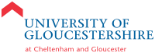 UNIVERSITY OF
GLOUCESTERSHIRE
at Cheltenham and Gloucester